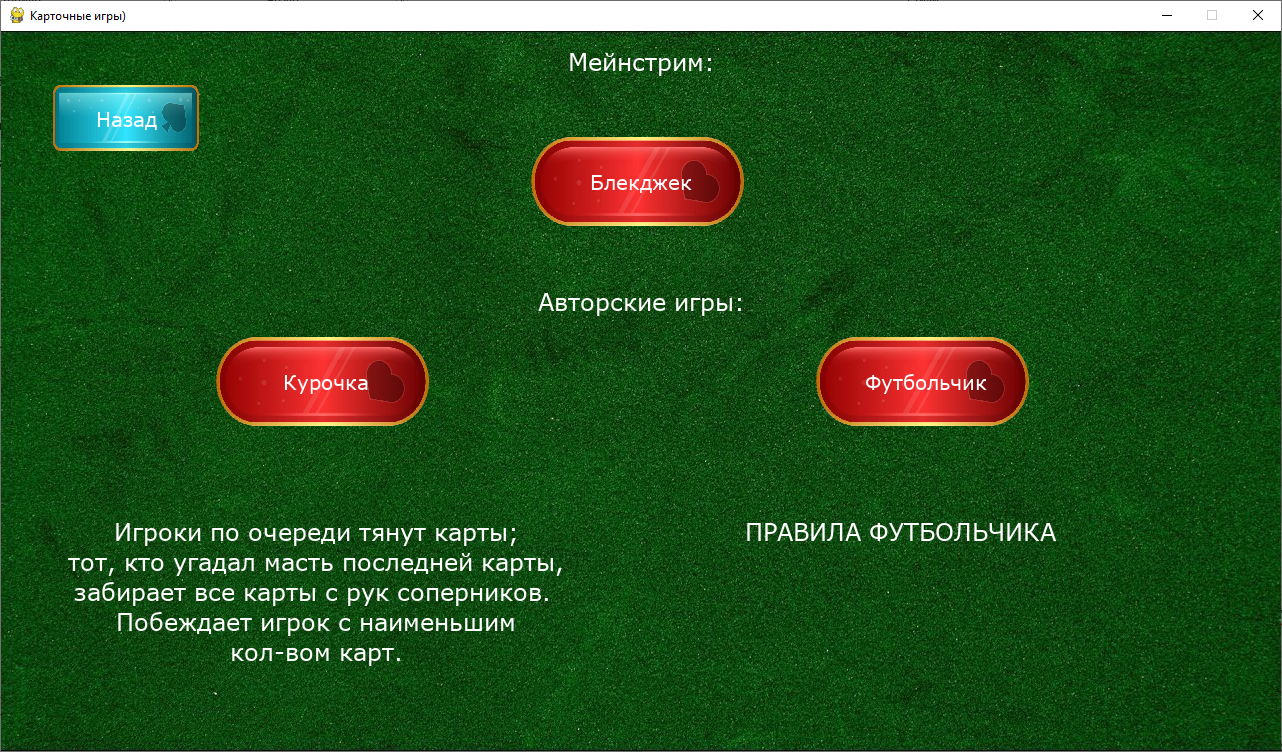 Карточные игры)
Мейнстрим:
Назад
Блекджек
Авторские игры:
Курочка
Футбольчик
Игроки по очереди тянут карты;
тот, кто угадал масть последней карты,
забирает все карты с рук соперников.
Побеждает игрок с наименьшим
кол-вом карт.
ПРАВИЛА ФУТБОЛЬЧИКА